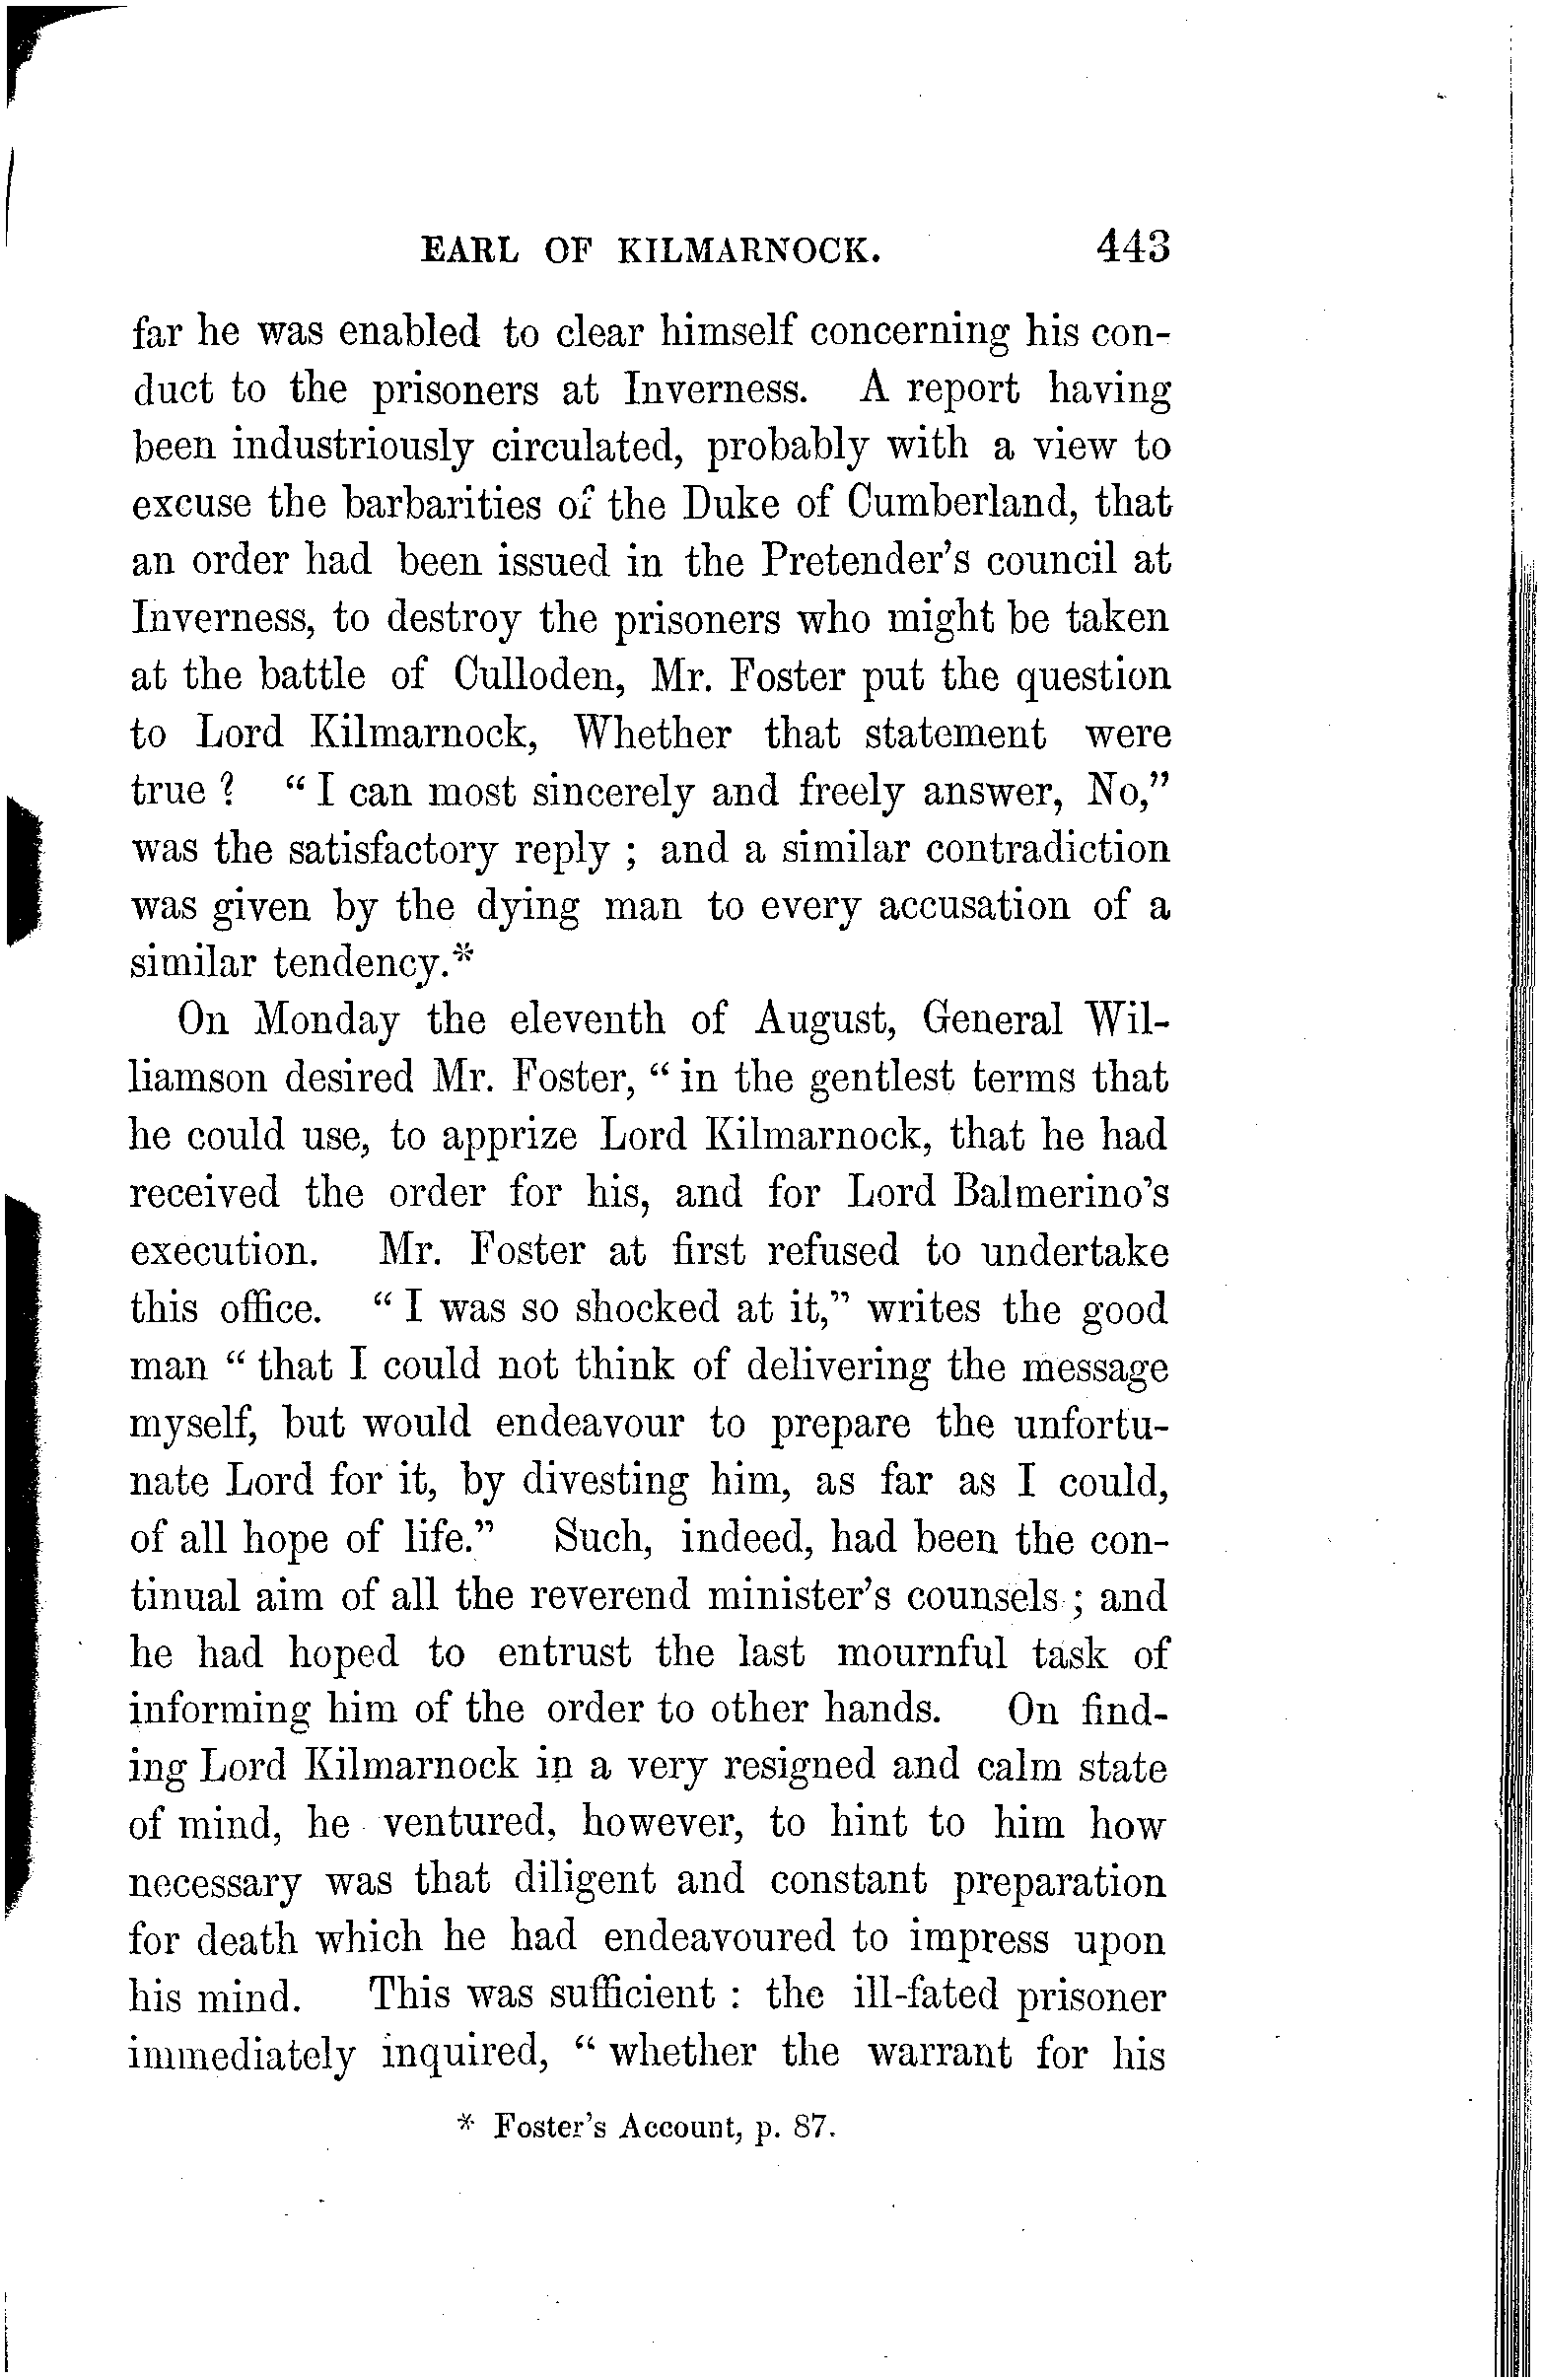 EARL OF KILMARNOCK. 443
far he was enabled to clear himself concerning his con-
duct to the prisoners at Inverness. A report having
been industriously circulated, probably with a view to
excuse the barbarities of the Duke of Cumberland, that
an order had been issued in the Pretender's council at
Inverness, to destroy the prisoners who might be taken
at the battle of Culloden, Mr. Foster put the question
to Lord Kilmarnock, Whether that statement were
true ? " I can most sincerely and freely answer, No,"
was the satisfactory reply ; and a similar contradiction
was given by the dying man to every accusation of a
similar tendency.*
On Monday the eleventh of August, General Wil-
liamson desired Mr. Foster, " in the gentlest terms that
he could use, to apprize Lord Kilmarnock, that he had
received the order for his, and for Lord Balmerino's
execution. Mr. Foster at first refused to undertake
this office. " I was so shocked at it," writes the good
man " that I could not think of delivering the message
myself, but would endeavour to prepare the unfortu-
nate Lord for it, by divesting him, as far as I could,
of all hope of life." Such, indeed, had been the con-
tinual aim of all the reverend minister's counsels ; and
he had hoped to entrust the last mournful task of
informing him of the order to other hands. On find-
ing Lord Kilmarnock in a very resigned and calm state
of mind, he ventured, however, to hint to him how
necessary was that diligent and constant preparation
for death which he had endeavoured to impress upon
his mind. This was sufficient : the ill-fated prisoner
immediately inquired, " whether the warrant for his
* Foster's Account, p. 87.